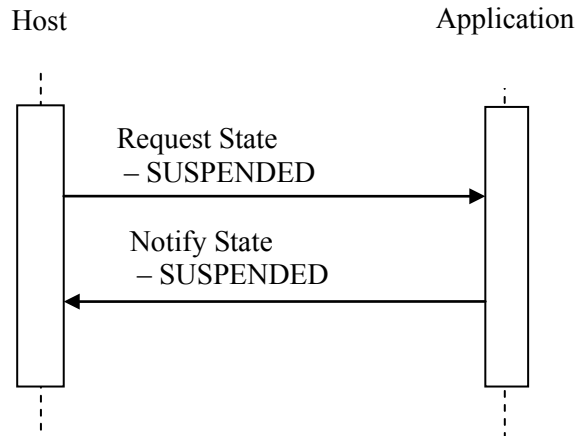 Host
Application
Request State
– SUSPENDED
Notify State
– SUSPENDED